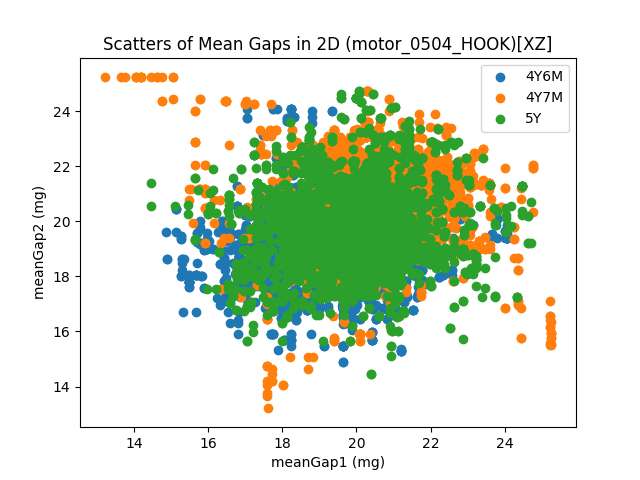 Scatters of Mean Gaps in 2D (motor_0504_HOOK)[XZ]
4Y6M
4Y7M
5Y
24
22
20
18
16
14
meanGap2 (mg)
14 16 18 20 22 24
meanGap1 (mg)